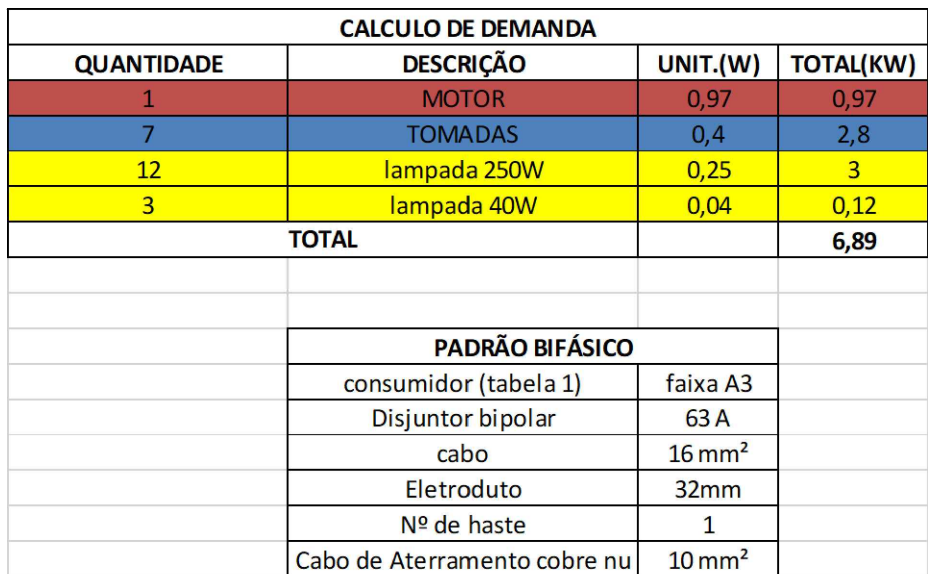 CALCULO DE DEMANDA
QUANTIDADE DESCRIÇÃO UNIT.(W) TOTAL(KW)
1 MOTOR 0,97 0,97
7 TOMADAS 0,4 2,8
12 lampada 250W 0,25 3
3 lampada 40W 0,04 0,12
TOTAL 6,89
PADRÃO BIFÁSICO
consumidor (tabela 1) faixa A3
Disjuntor bipolar 63 A
cabo 16 mm²
Eletroduto 32mm
Nº de haste 1
Cabo de Aterramento cobre nu 10 mm²